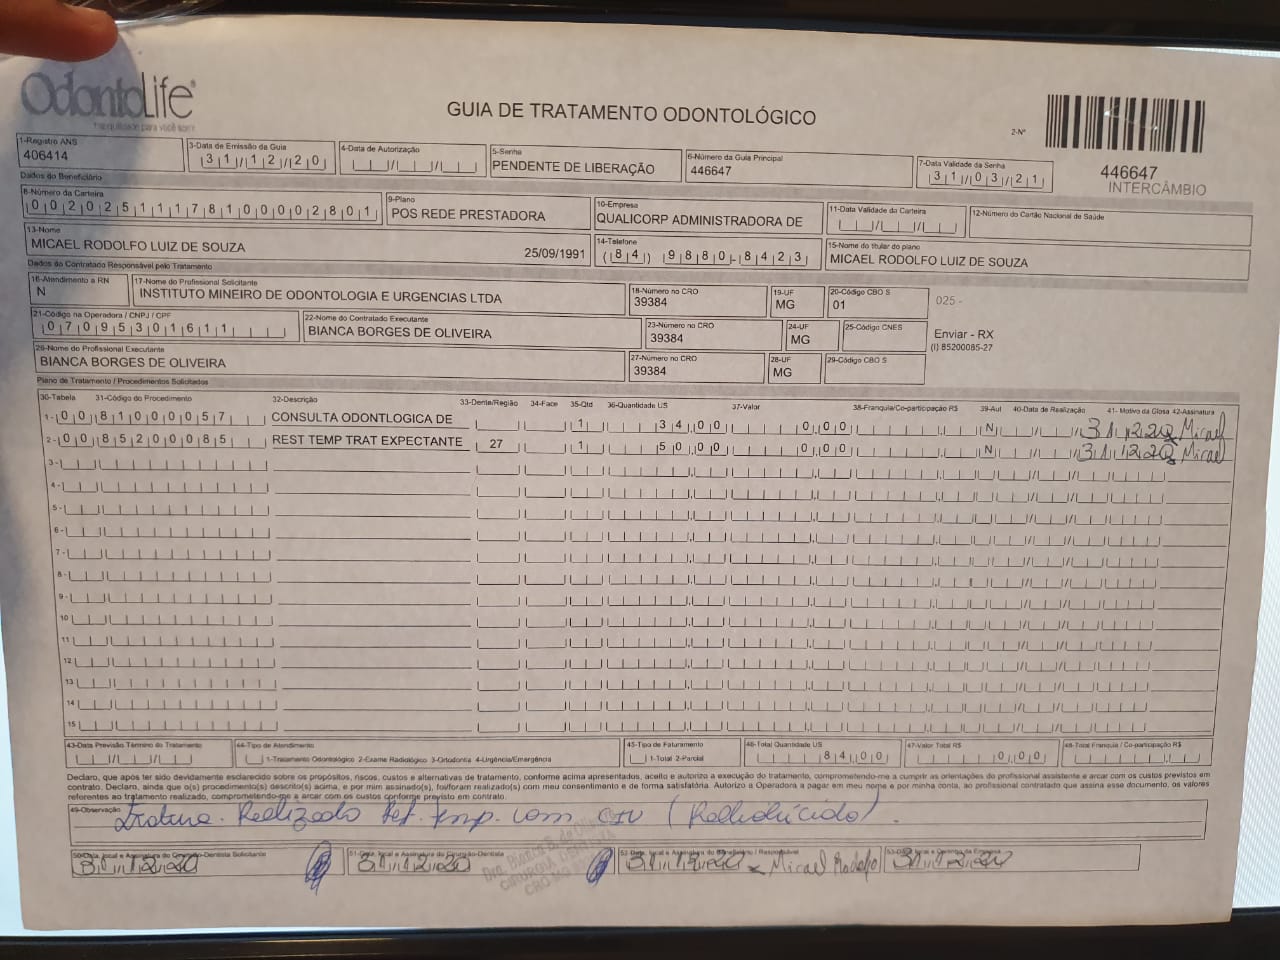 OdontoLife
GUIA DE TRATAMENTO ODONTOLÓGICO
2-Nº
446647
INTERCÂMBIO
1-Registro ANS
406414
3-Data de Emissão da Guia
31/12/20
4-Data de Autorização
5-Senha
PENDENTE DE LIBERAÇÃO
6-Número da Guia Principal
446647
7-Data Validade da Senha
31/03/21
Dados do Beneficiário
8-Número da Carteira
00202511178100002801
9-Plano
POS REDE PRESTADORA
10-Empresa
QUALICORP ADMINISTRADORA DE
11-Data Validade da Carteira
12-Número do Cartão Nacional de Saúde
13-Nome
MICAEL RODOLFO LUIZ DE SOUZA 25/09/1991
14-Telefone
(84) 9880-8423
15-Nome do titular do plano
MICAEL RODOLFO LUIZ DE SOUZA
Dados do Contratado Responsável pelo Tratamento
16-Atendimento a RN
N
17-Nome do Profissional Solicitante
INSTITUTO MINEIRO DE ODONTOLOGIA E URGENCIAS LTDA
18-Número no CRO
39384
19-UF
MG
20-Código CBO S
01
025 -
21-Código na Operadora / CNPJ / CPF
07095301611
22-Nome do Contratado Executante
BIANCA BORGES DE OLIVEIRA
23-Número no CRO
39384
24-UF
MG
25-Código CNES
Enviar - RX
(I) 85200085-27
26-Nome do Profissional Executante
BIANCA BORGES DE OLIVEIRA
27-Número no CRO
39384
28-UF
MG
29-Código CBO S
Plano de Tratamento / Procedimentos Solicitados
30-Tabela 31-Código do Procedimento 32-Descrição 33-Dente/Região 34-Face 35-Qtd 36-Quantidade US 37-Valor 38-Franquia/Co-participação R$ 39-Aut 40-Data de Realização 41- Motivo da Glosa 42-Assinatura
1- 00 81000057 CONSULTA ODONTLOGICA DE 1 34,00 0,00 N 31.12.20 Micael
2- 00 85200085 REST TEMP TRAT EXPECTANTE 27 1 50,00 0,00 N 31.12.20 Micael
3-
4-
5-
6-
7-
8-
9-
10
11
12
13
14
15
43-Data Previsão Término do Tratamento
44-Tipo de Atendimento
1-Tratamento Odontológico 2-Exame Radiológico 3-Ortodontia 4-Urgência/Emergência
45-Tipo de Faturamento
1-Total 2-Parcial
46-Total Quantidade US
84,00
47-Valor Total R$
0,00
48-Total Franquia / Co-participação R$
Declaro, que após ter sido devidamente esclarecido sobre os propósitos, riscos, custos e alternativas de tratamento, conforme acima apresentados, aceito e autorizo a execução do tratamento, comprometendo-me a cumprir as orientações do profissional assistente e arcar com os custos previstos em
contrato. Declaro, ainda que o(s) procedimento(s) descrito(s) acima, e por mim assinado(s), foi/foram realizado(s) com meu consentimento e de forma satisfatória. Autorizo a Operadora a pagar em meu nome e por minha conta, ao profissional contratado que assina esse documento, os valores
referentes ao tratamento realizado, comprometendo-me a arcar com os custos conforme previsto em contrato.
49-Observação
Realizado Ret. temp. com CIV
50-Data, local e Assinatura do Cirurgião-Dentista Solicitante
31.12.20
51-Data, local e Assinatura do Cirurgião-Dentista
31.12.20
52-Data, local e Assinatura do Beneficiário / Responsável
31.12.20 x Micael Rodolfo
31.12.20